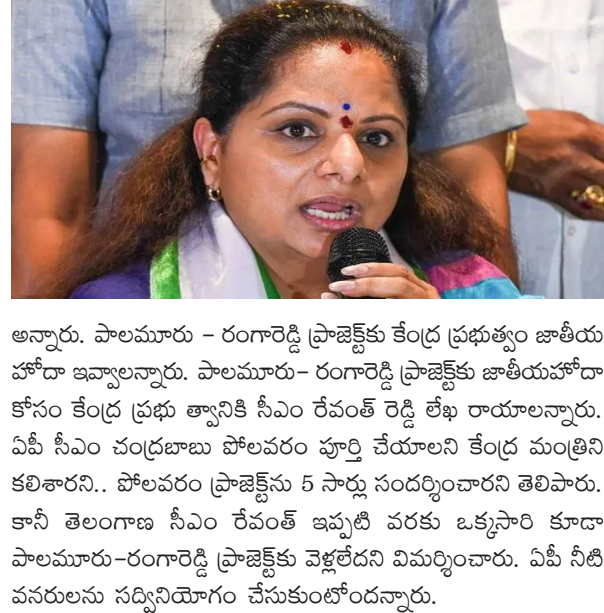 అన్నారు. పాలమూరు – రంగారెడ్డి ప్రాజెక్ట్‌కు కేంద్ర ప్రభుత్వం జాతీయ
హోదా ఇవ్వాలన్నారు. పాలమూరు– రంగారెడ్డి ప్రాజెక్ట్‌కు జాతీయహోదా
కోసం కేంద్ర ప్రభు త్వానికి సీఎం రేవంత్ రెడ్డి లేఖ రాయాలన్నారు.
ఏపీ సీఎం చంద్రబాబు పోలవరం పూర్తి చేయాలని కేంద్ర మంత్రిని
కలిశారని.. పోలవరం ప్రాజెక్ట్‌ను 5 సార్లు సందర్శించారని తెలిపారు.
కానీ తెలంగాణ సీఎం రేవంత్ ఇప్పటి వరకు ఒక్కసారి కూడా
పాలమూరు–రంగారెడ్డి ప్రాజెక్ట్‌కు వెళ్లలేదని విమర్శించారు. ఏపీ నీటి
వనరులను సద్వినియోగం చేసుకుంటోందన్నారు.